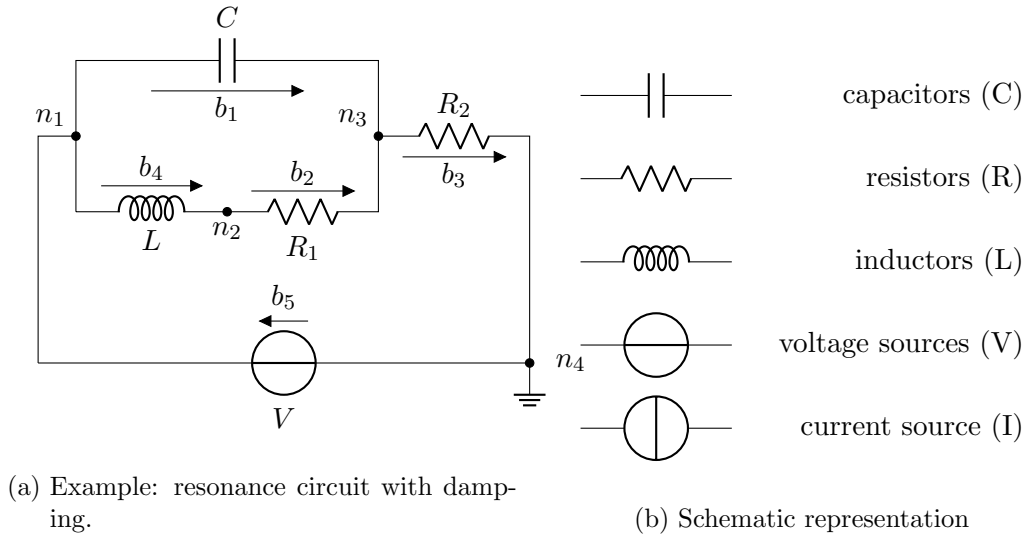 C
b₁
n₁
n₃
R₂
b₃
b₄
b₂
n₂
L
R₁
b₅
V
n₄
capacitors (C)
resistors (R)
inductors (L)
voltage sources (V)
current source (I)
(a) Example: resonance circuit with damp-
ing.
(b) Schematic representation